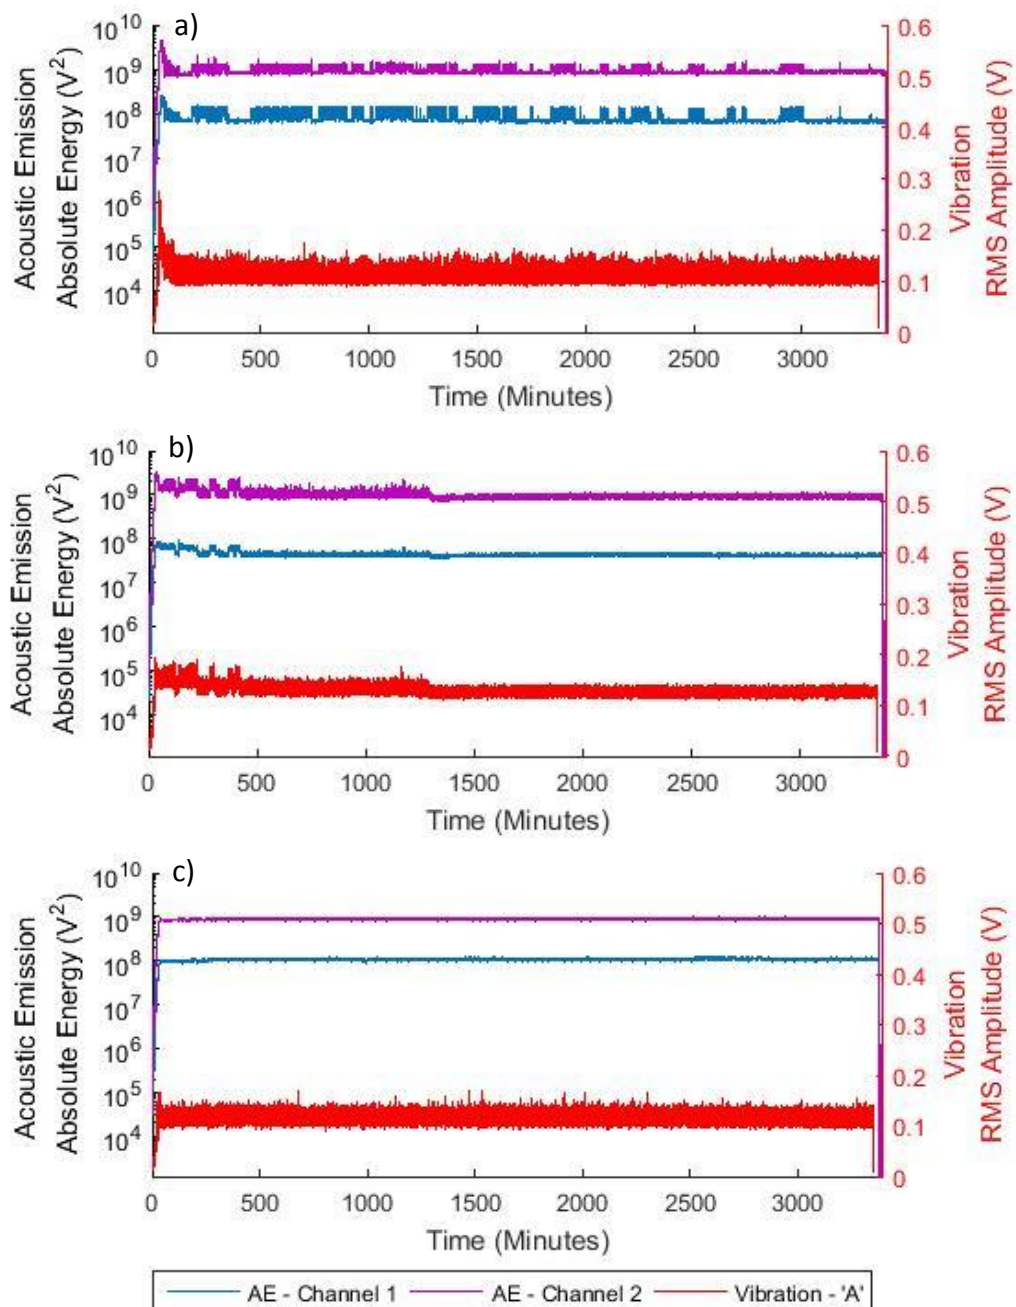 a)
10^10
10^9
10^8
10^7
10^6
10^5
10^4
Acoustic Emission
Absolute Energy (V^2)
0.6
0.5
0.4
0.3
0.2
0.1
0
Vibration
RMS Amplitude (V)
0 500 1000 1500 2000 2500 3000
Time (Minutes)
b)
10^10
10^9
10^8
10^7
10^6
10^5
10^4
Acoustic Emission
Absolute Energy (V^2)
0.6
0.5
0.4
0.3
0.2
0.1
0
Vibration
RMS Amplitude (V)
0 500 1000 1500 2000 2500 3000
Time (Minutes)
c)
10^10
10^9
10^8
10^7
10^6
10^5
10^4
Acoustic Emission
Absolute Energy (V^2)
0.6
0.5
0.4
0.3
0.2
0.1
0
Vibration
RMS Amplitude (V)
0 500 1000 1500 2000 2500 3000
Time (Minutes)
AE - Channel 1 AE - Channel 2 Vibration - 'A'